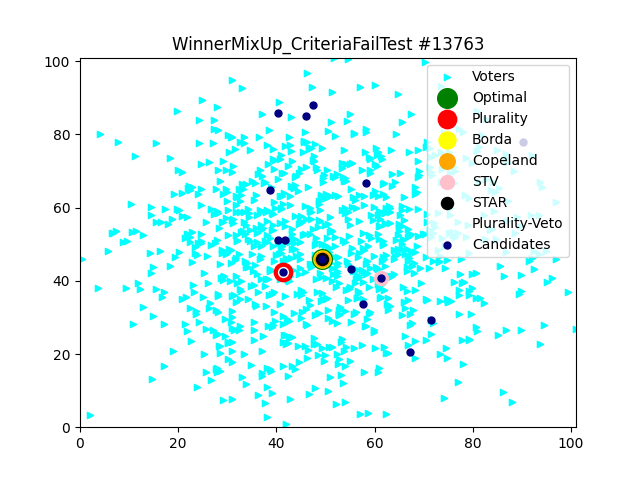 WinnerMixUp_CriteriaFailTest #13763
100
80
60
40
20
0
0 20 40 60 80 100
Voters
Optimal
Plurality
Borda
Copeland
STV
STAR
Plurality-Veto
Candidates